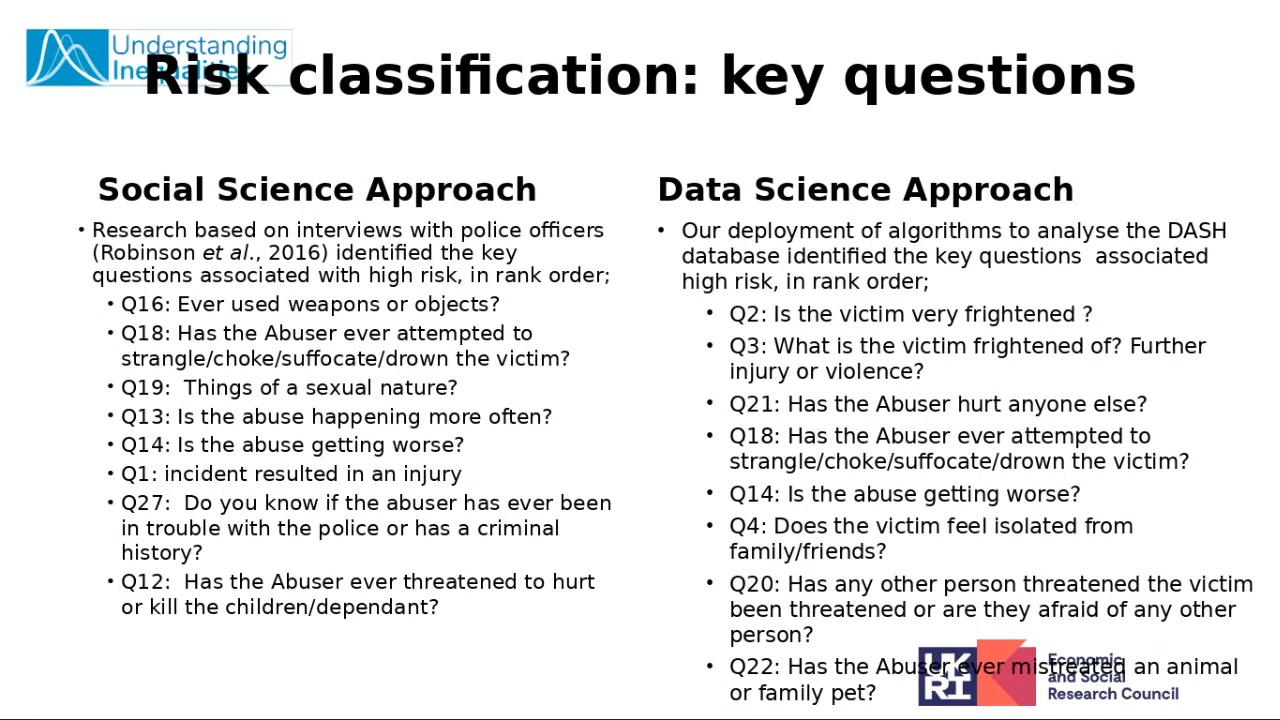 Understanding
Inequalities
Risk classification: key questions
Social Science Approach
• Research based on interviews with police officers
(Robinson et al., 2016) identified the key
questions associated with high risk, in rank order;
• Q16: Ever used weapons or objects?
• Q18: Has the Abuser ever attempted to
strangle/choke/suffocate/drown the victim?
• Q19:  Things of a sexual nature?
• Q13: Is the abuse happening more often?
• Q14: Is the abuse getting worse?
• Q1: incident resulted in an injury
• Q27:  Do you know if the abuser has ever been
in trouble with the police or has a criminal
history?
• Q12:  Has the Abuser ever threatened to hurt
or kill the children/dependant?
Data Science Approach
• Our deployment of algorithms to analyse the DASH
database identified the key questions  associated
high risk, in rank order;
• Q2: Is the victim very frightened ?
• Q3: What is the victim frightened of? Further
injury or violence?
• Q21: Has the Abuser hurt anyone else?
• Q18: Has the Abuser ever attempted to
strangle/choke/suffocate/drown the victim?
• Q14: Is the abuse getting worse?
• Q4: Does the victim feel isolated from
family/friends?
• Q20: Has any other person threatened the victim
been threatened or are they afraid of any other
person?
• Q22: Has the Abuser ever mistreated an animal
or family pet?
UK
RI
Economic
and Social
Research Council